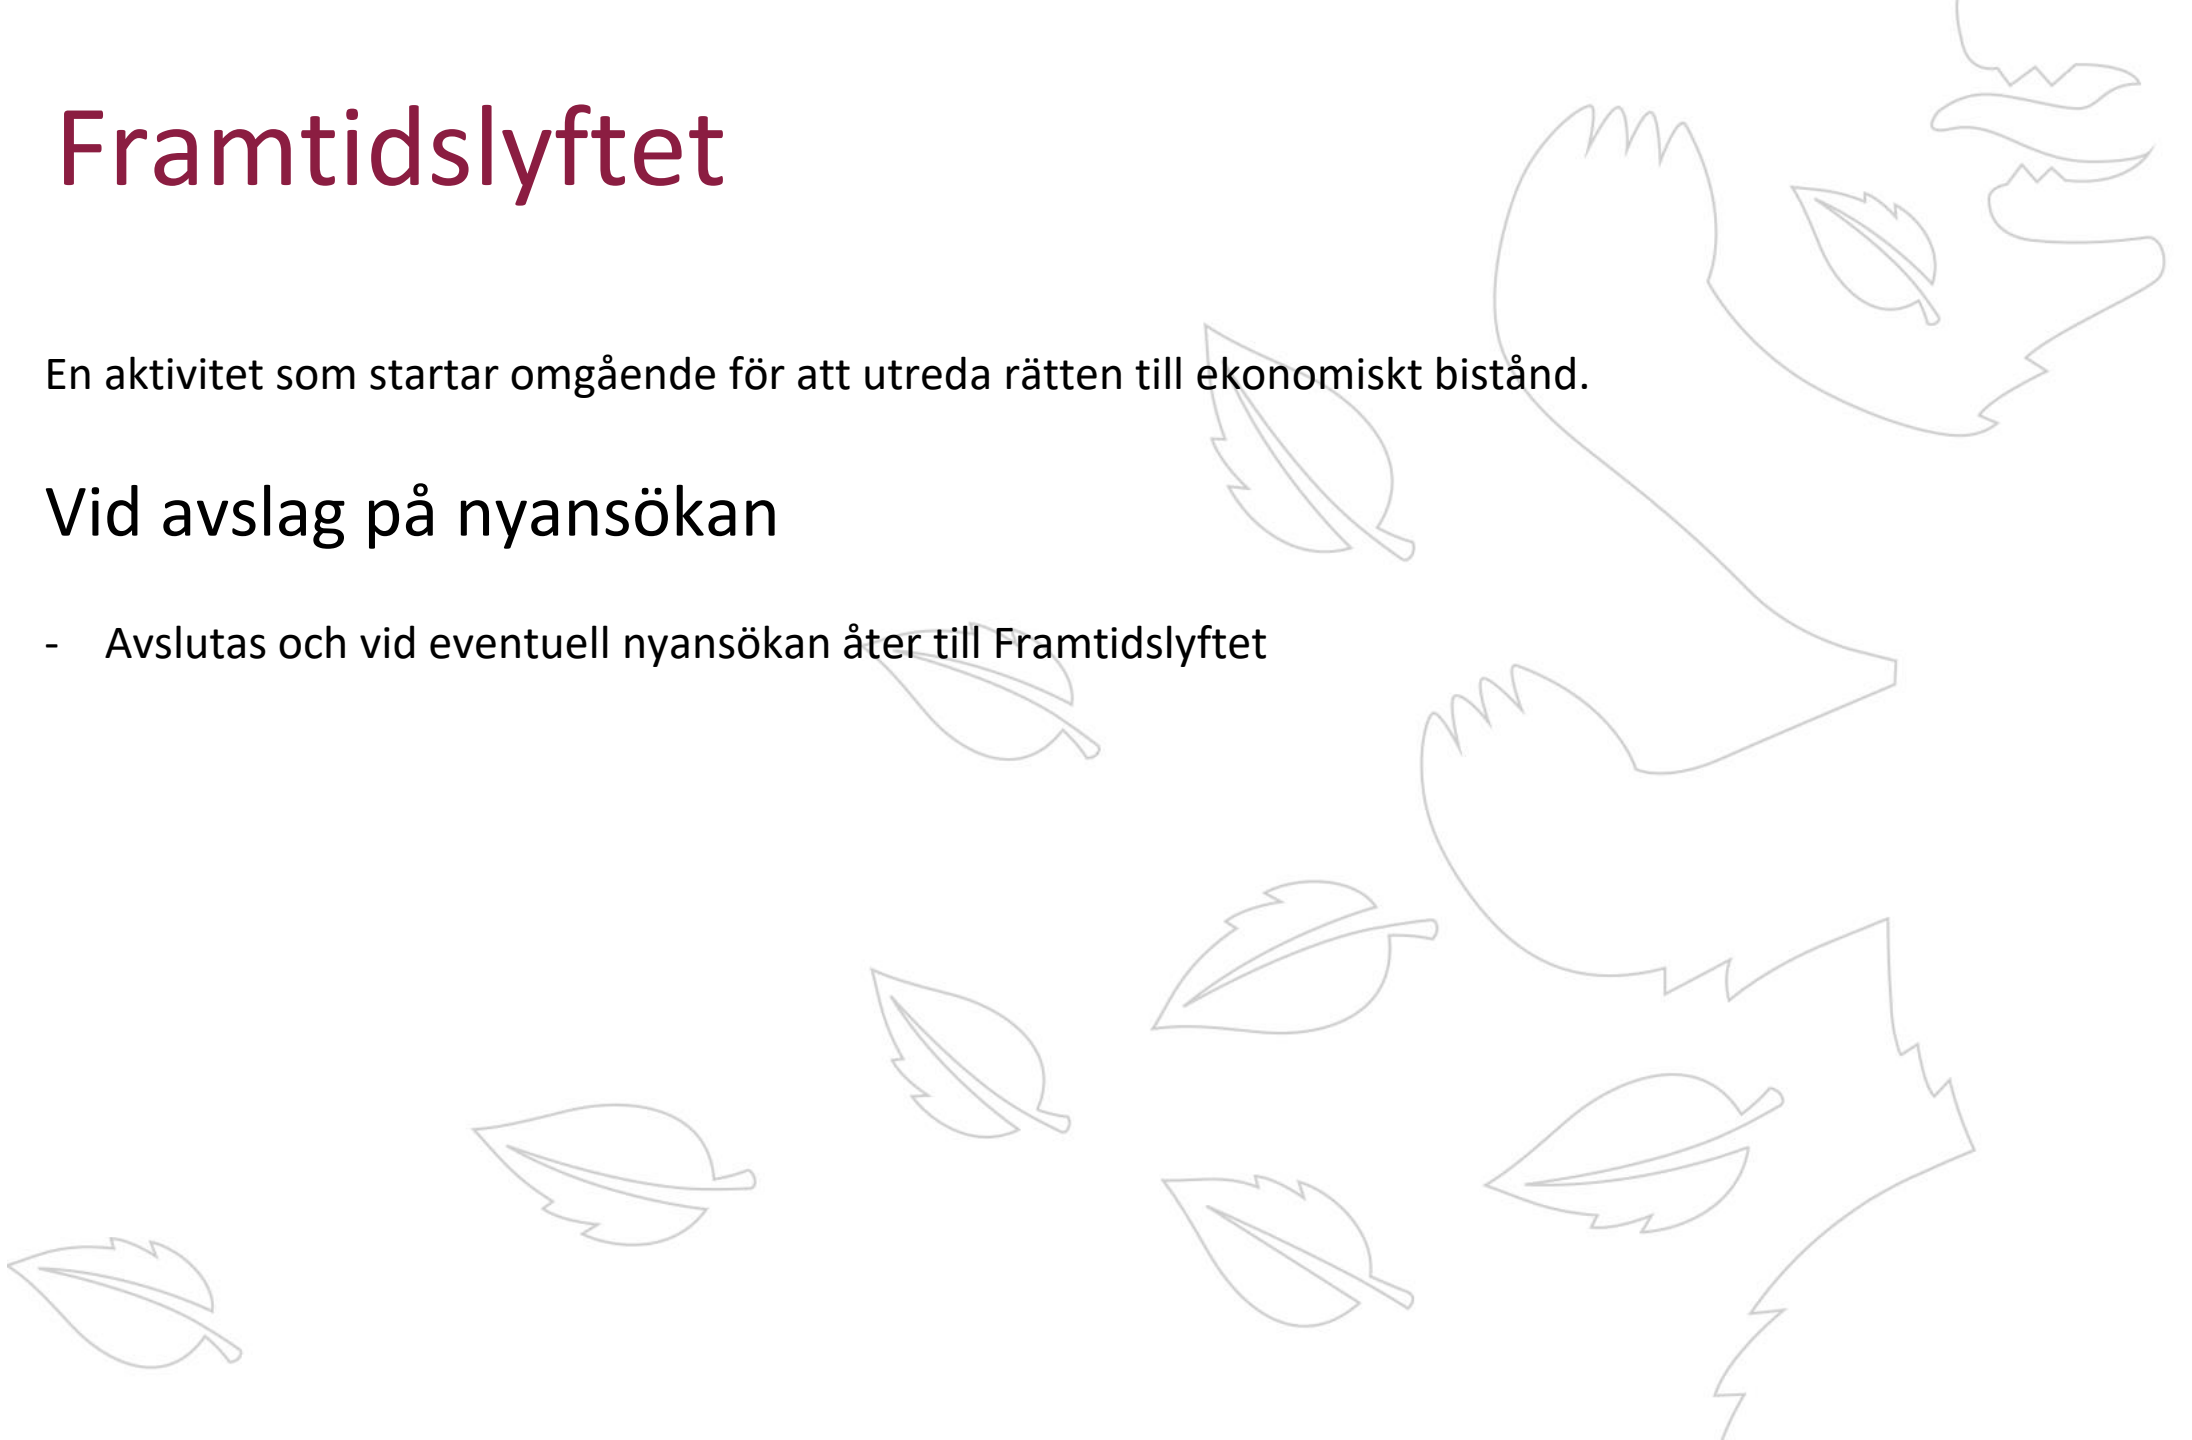 Framtidslyftet
En aktivitet som startar omgående för att utreda rätten till ekonomiskt bistånd.
Vid avslag på nyansökan
- Avslutas och vid eventuell nyansökan åter till Framtidslyftet